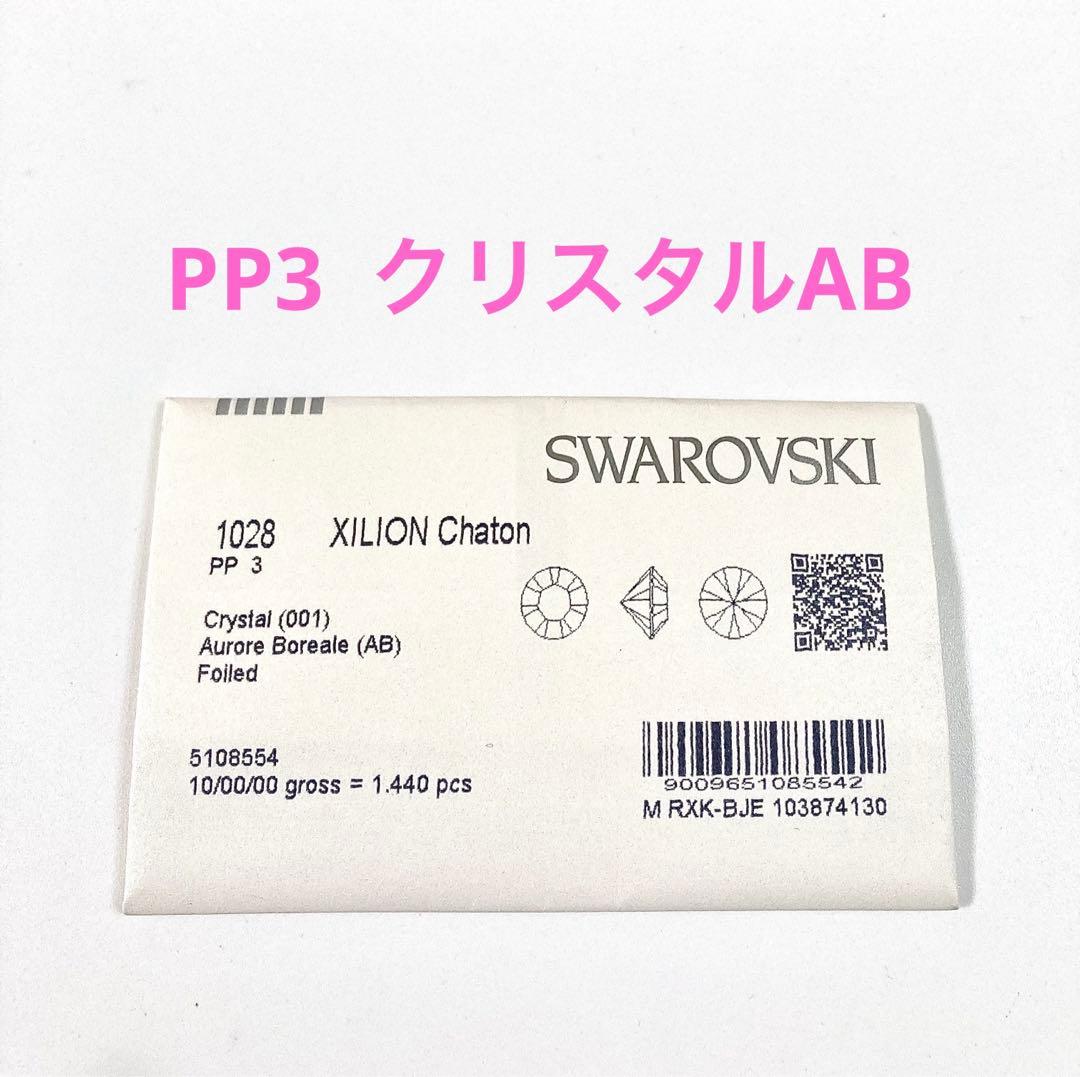 PP3 クリスタルAB
SWAROVSKI
1028 XILION Chaton
PP 3
Crystal (001)
Aurore Boreale (AB)
Foiled
5108554
10/00/00 gross = 1.440 pcs
9009651085542
M RXK-BJE 103874130